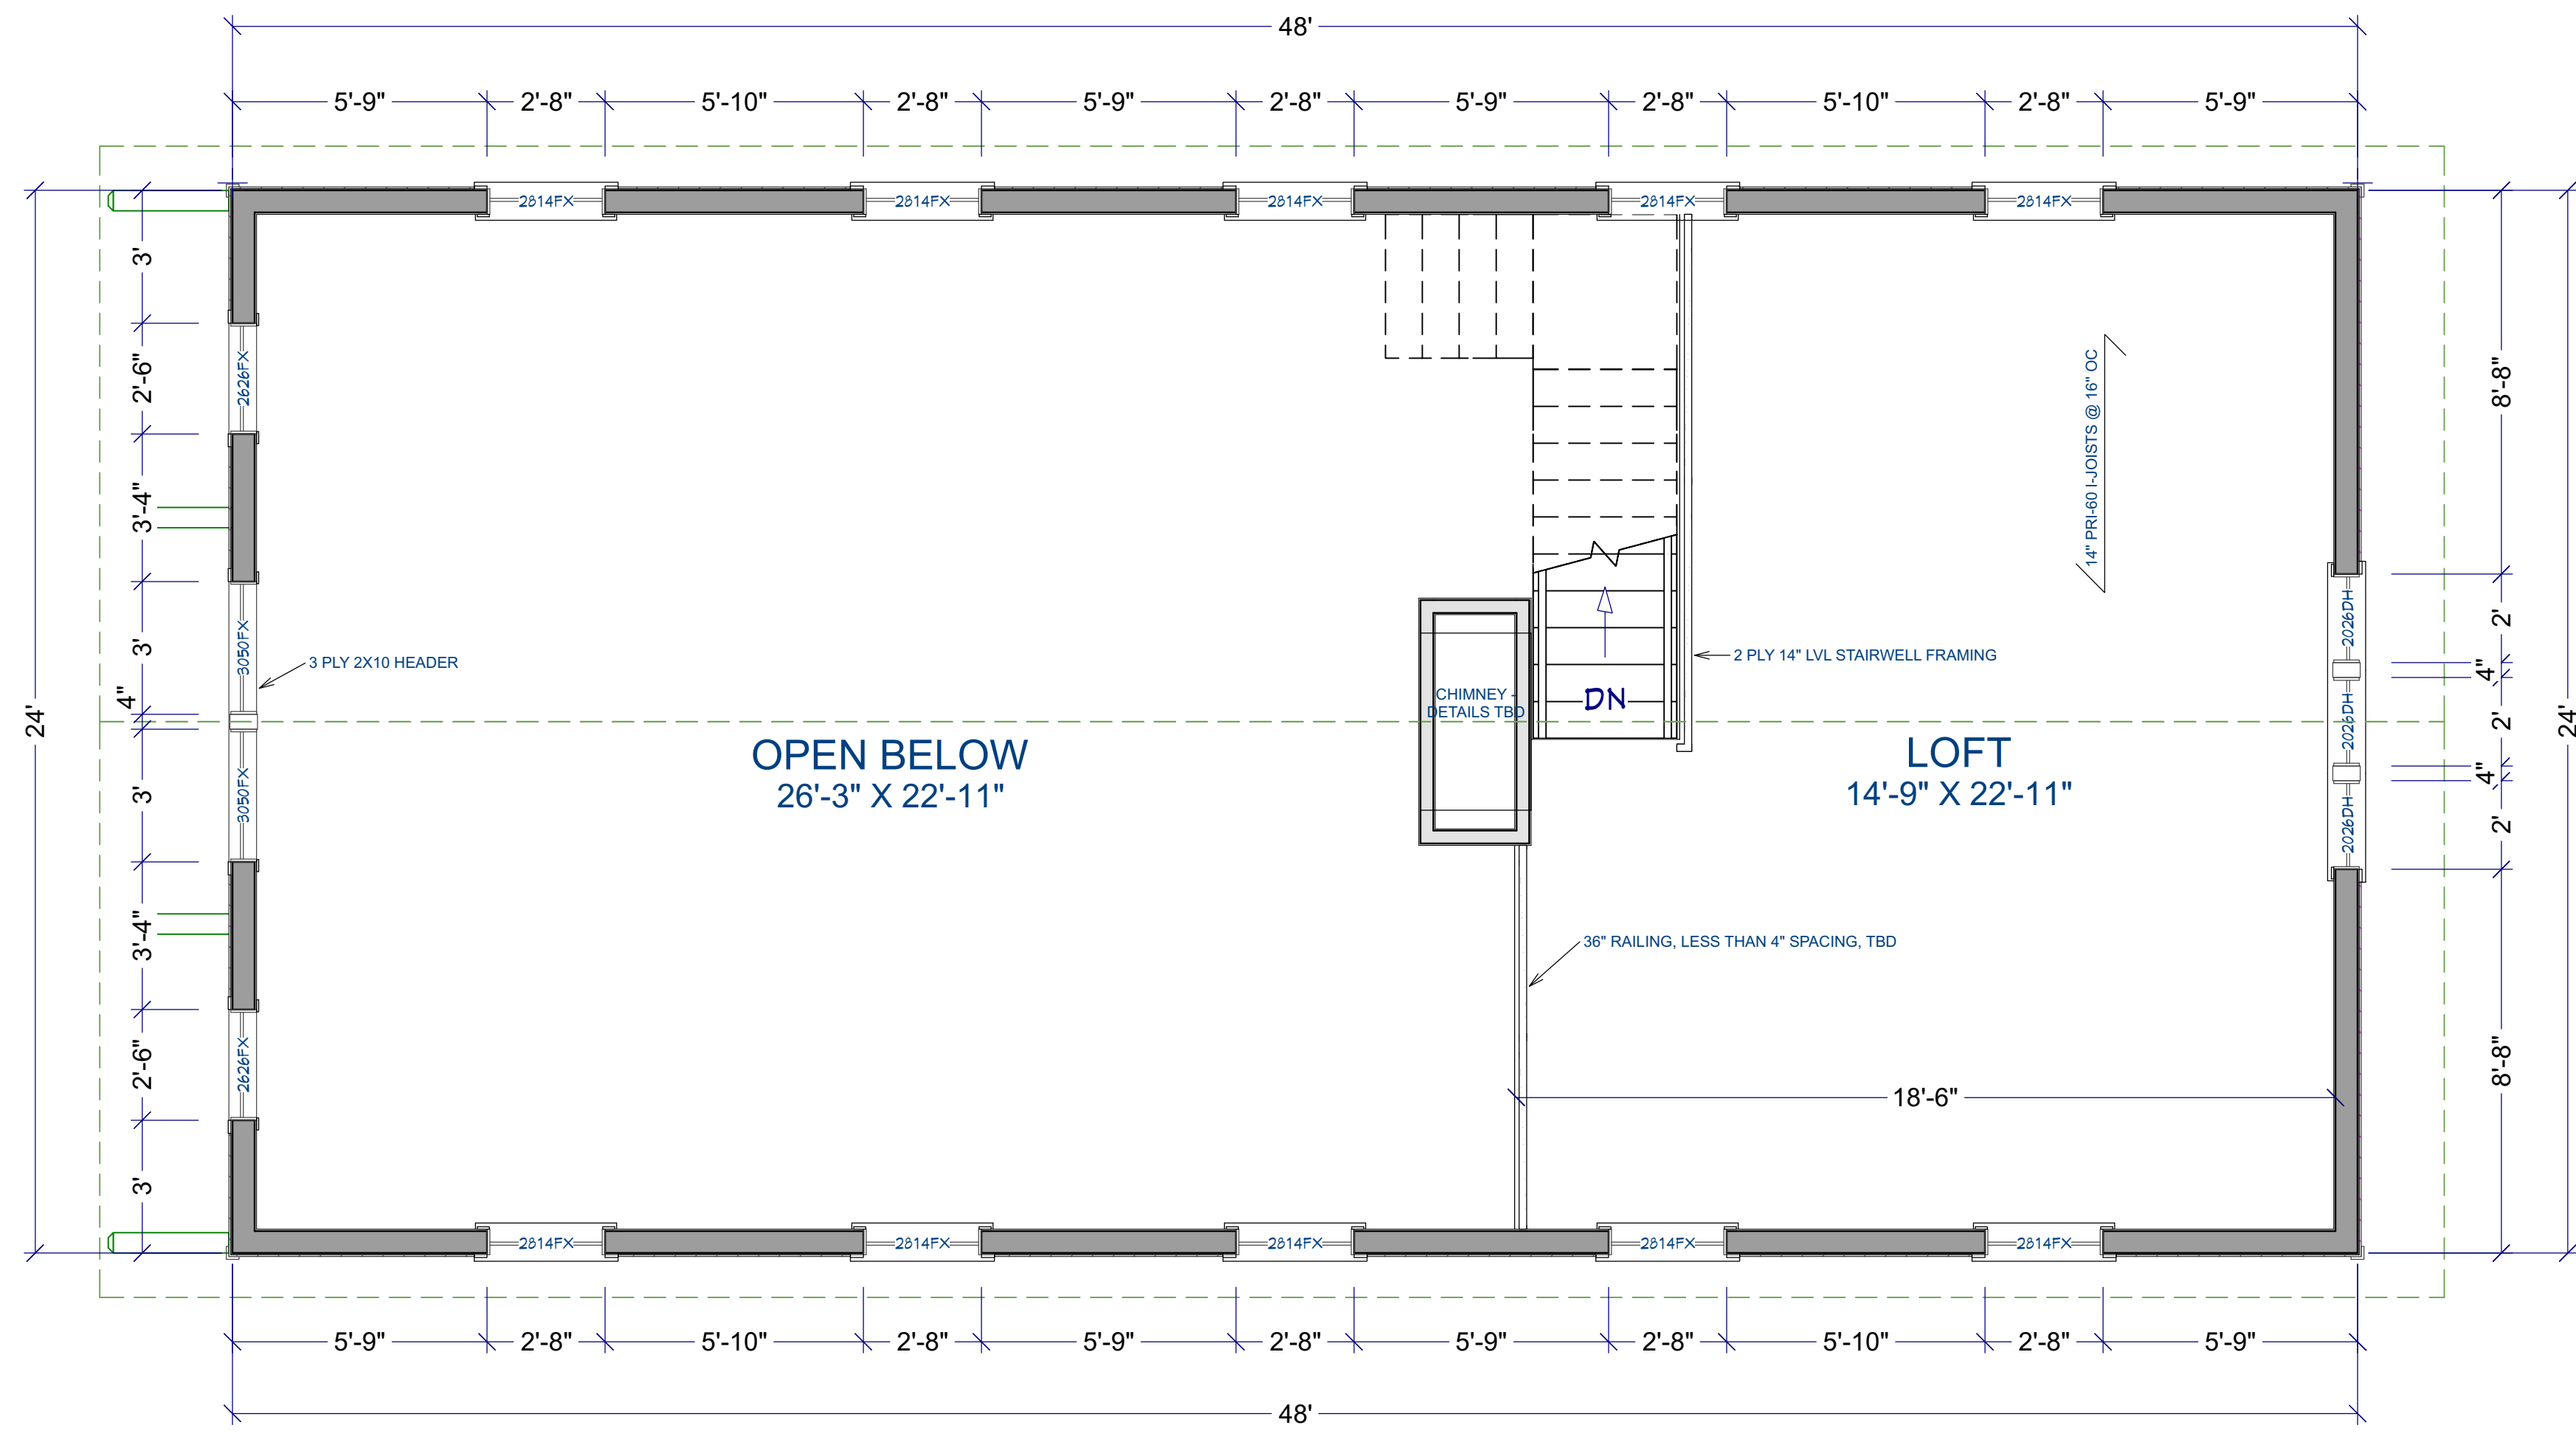 48'
5'-9" 2'-8" 5'-10" 2'-8" 5'-9" 2'-8" 5'-9" 2'-8" 5'-10" 2'-8" 5'-9"
2814FX 2814FX 2814FX 2814FX 2814FX
24'
3'
2'-6"
3'-4"
3'
4"
3'
3'-4"
2'-6"
3'
2626FX
3050FX
3050FX
2626FX
3 PLY 2X10 HEADER
OPEN BELOW
26'-3" X 22'-11"
CHIMNEY -
DETAILS TBD
DN
2 PLY 14" LVL STAIRWELL FRAMING
14" PRI-60 I-JOISTS @ 16" OC
LOFT
14'-9" X 22'-11"
36" RAILING, LESS THAN 4" SPACING, TBD
18'-6"
2026DH
2026DH
2026DH
8'-8"
2'
4"
2'
4"
2'
8'-8"
24'
2814FX 2814FX 2814FX 2814FX 2814FX
5'-9" 2'-8" 5'-10" 2'-8" 5'-9" 2'-8" 5'-9" 2'-8" 5'-10" 2'-8" 5'-9"
48'